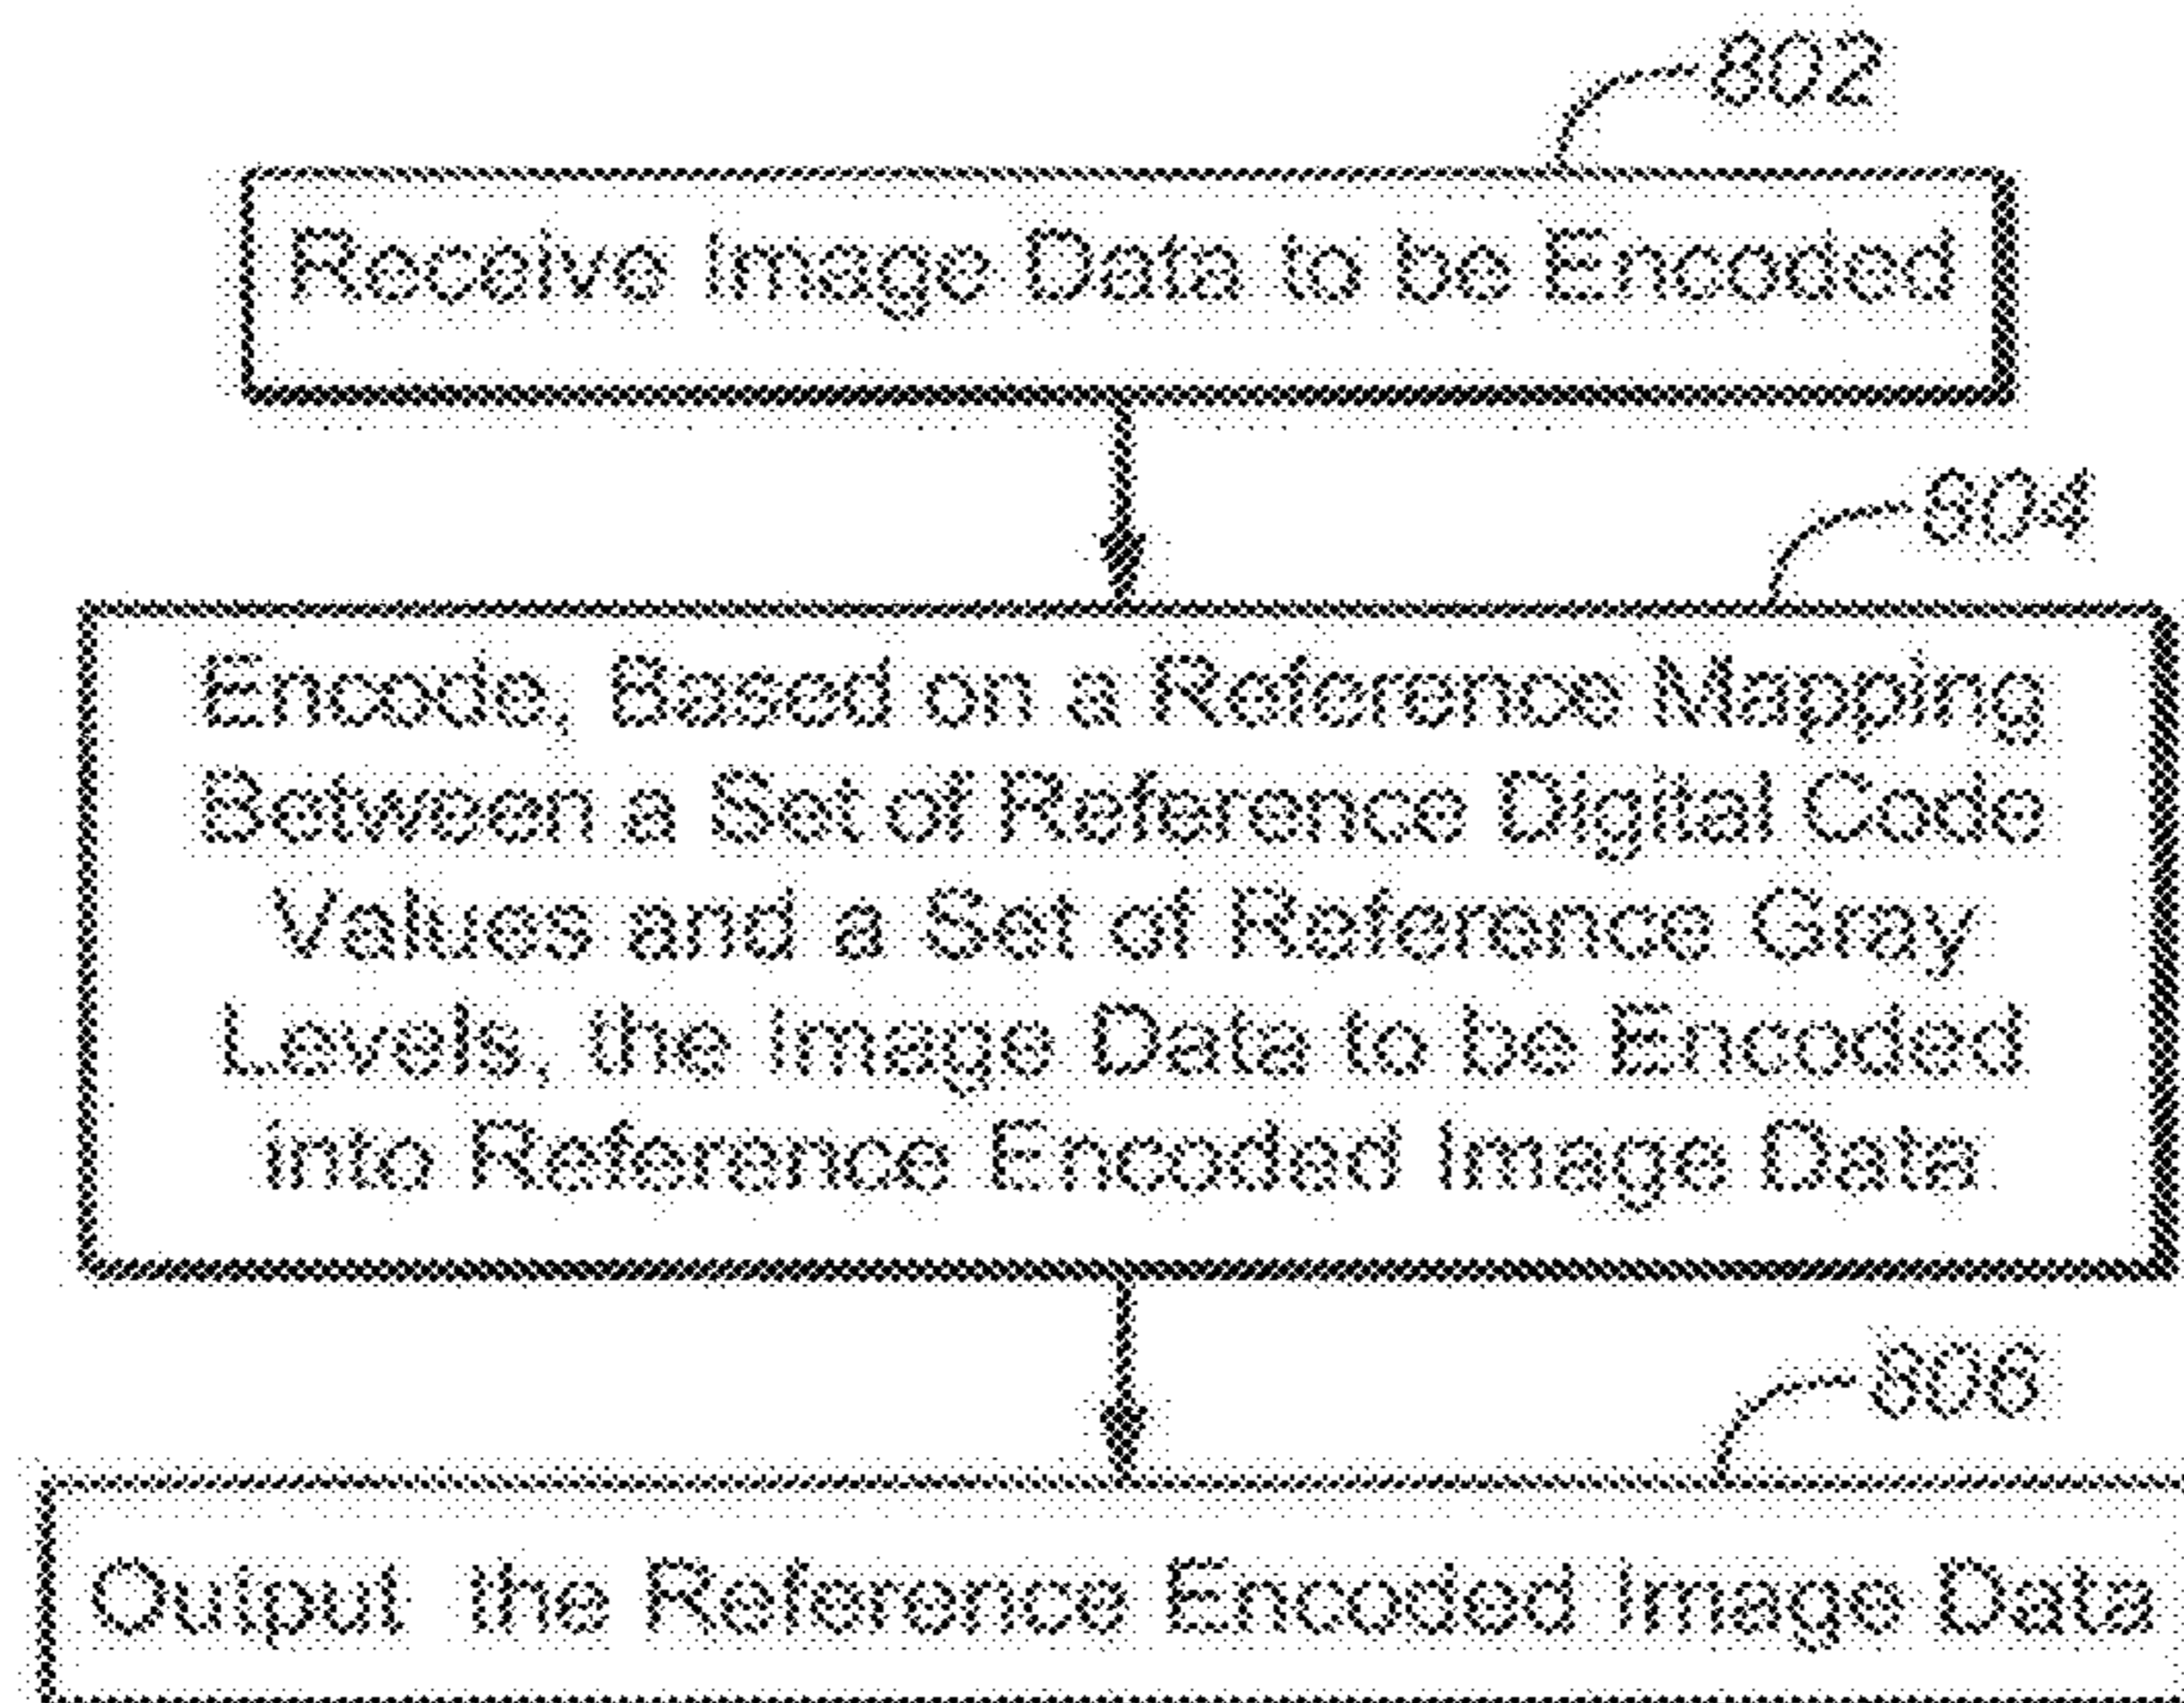 802
Receive Image Data to be Encoded
804
Encode, Based on a Reference Mapping
Between a Set of Reference Digital Code
Values and a Set of Reference Gray
Levels, the Image Data to be Encoded
into Reference Encoded Image Data
806
Output the Reference Encoded Image Data